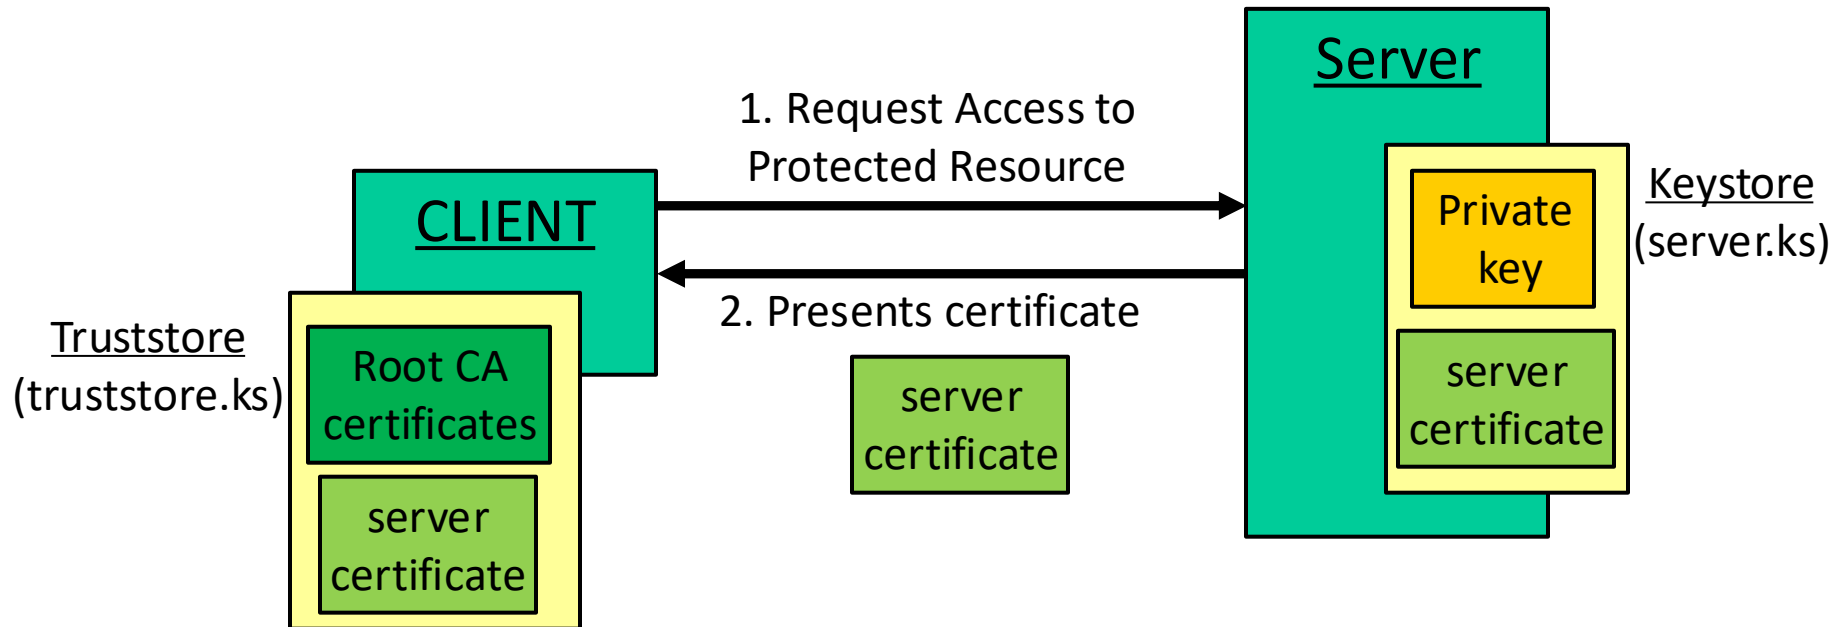 Server
1. Request Access to
Protected Resource
CLIENT
Private
key
Keystore
(server.ks)
2. Presents certificate
Truststore
(truststore.ks)
Root CA
certificates
server
certificate
server
certificate
server
certificate